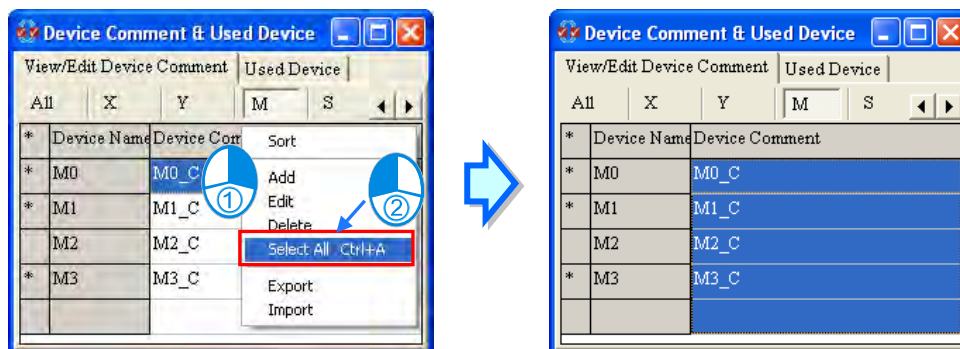 Device Comment & Used Device
View/Edit Device Comment Used Device
All X Y M S
* Device Name Device Com
* M0 M0_C
* M1 M1_C
M2 M2_C
* M3 M3_C
Sort
Add
Edit
Delete
Select All Ctrl+A
Export
Import
①
②
Device Comment & Used Device
View/Edit Device Comment Used Device
All X Y M S
* Device Name Device Comment
* M0 M0_C
* M1 M1_C
M2 M2_C
* M3 M3_C